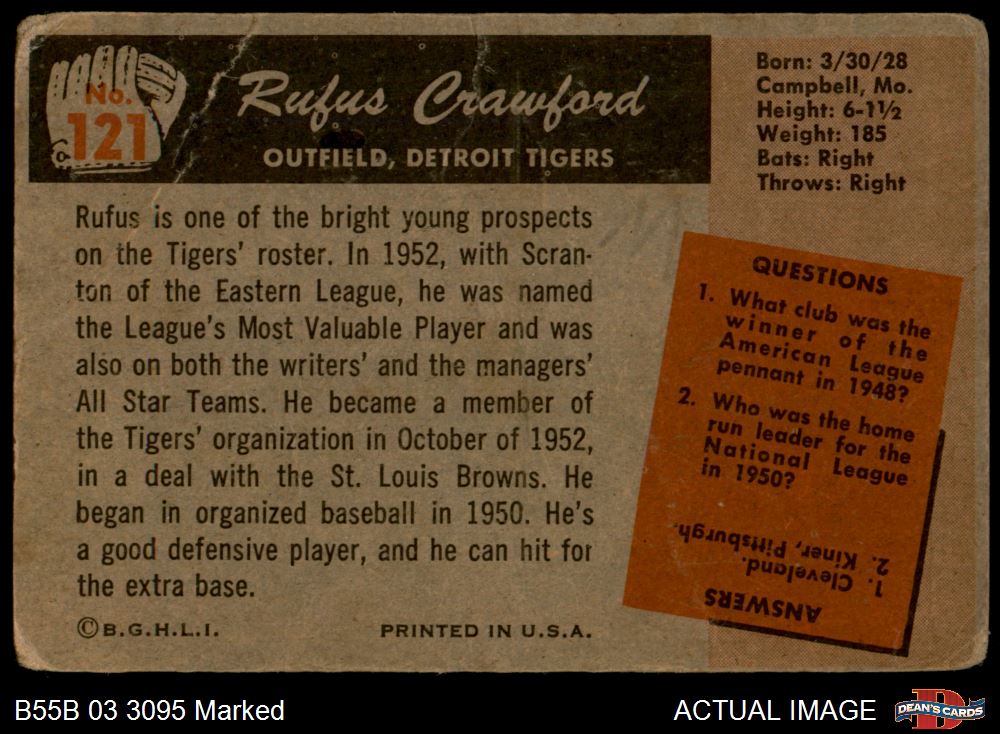 No.
121
Rufus Crawford
OUTFIELD, DETROIT TIGERS
Born: 3/30/28
Campbell, Mo.
Height: 6-1½
Weight: 185
Bats: Right
Throws: Right
Rufus is one of the bright young prospects
on the Tigers' roster. In 1952, with Scran-
ton of the Eastern League, he was named
the League's Most Valuable Player and was
also on both the writers' and the managers'
All Star Teams. He became a member of
the Tigers' organization in October of 1952,
in a deal with the St. Louis Browns. He
began in organized baseball in 1950. He's
a good defensive player, and he can hit for
the extra base.
©B.G.H.L.I.
PRINTED IN U.S.A.
QUESTIONS
1. What club was the
winner of the
American League
pennant in 1948?
2. Who was the home
run leader for the
National League
in 1950?
ANSWERS
1. Cleveland.
2. Kiner, Pittsburgh.
B55B 03 3095 Marked
ACTUAL IMAGE
D
DEAN'S CARDS